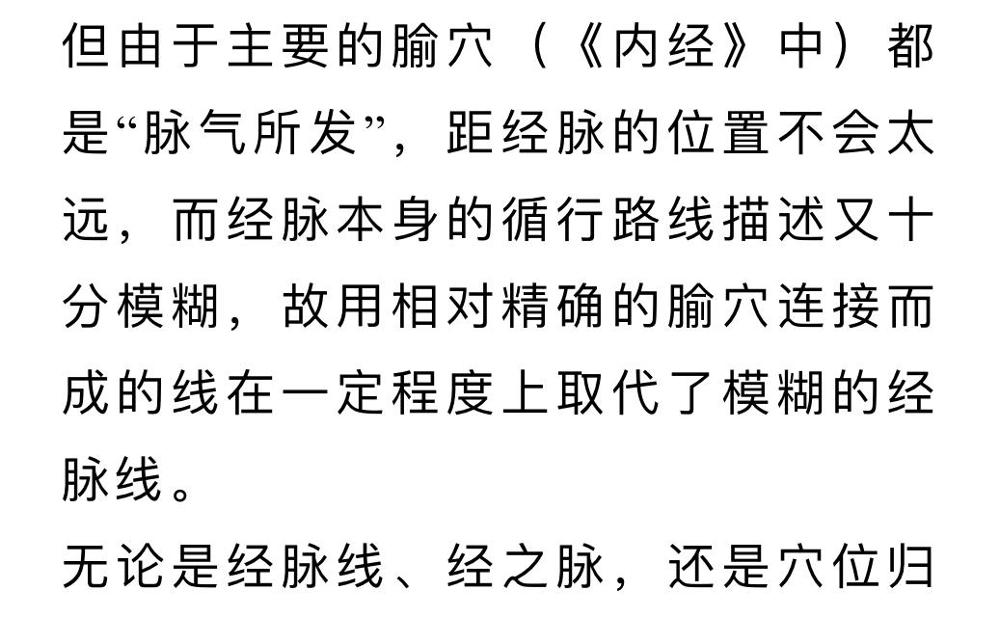 但由于主要的腧穴（《内经》中）都
是“脉气所发”，距经脉的位置不会太
远，而经脉本身的循行路线描述又十
分模糊，故用相对精确的腧穴连接而
成的线在一定程度上取代了模糊的经
脉线。
无论是经脉线、经之脉，还是穴位归